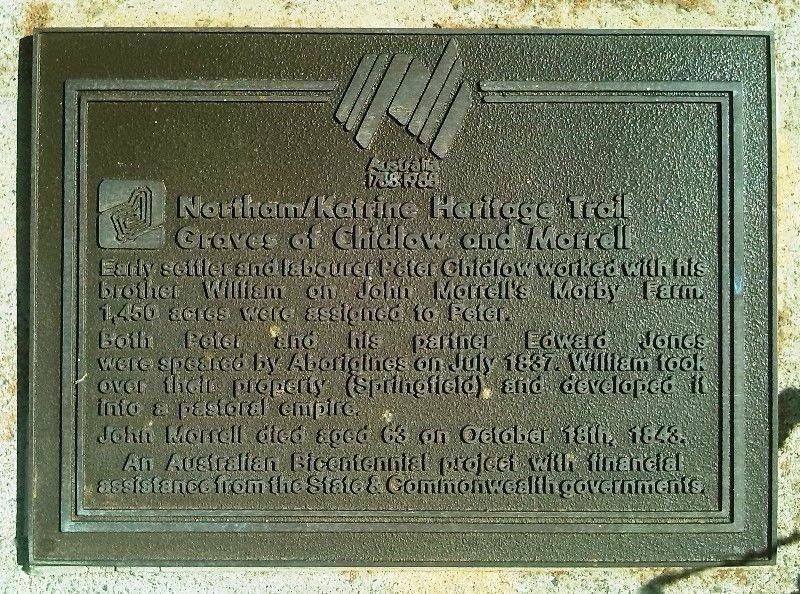 Australia
1788-1988
Northam/Katrine Heritage Trail
Graves of Chidlow and Morrell
Early settler and labourer Peter Chidlow worked with his
brother William on John Morrell's Morby Farm.
1,450 acres were assigned to Peter.
Both Peter and his partner Edward Jones
were speared by Aborigines on July 1837. William took
over their property (Springfield) and developed it
into a pastoral empire.
John Morrell died aged 63 on October 18th, 1843.
An Australian Bicentennial project with financial
assistance from the State & Commonwealth governments.